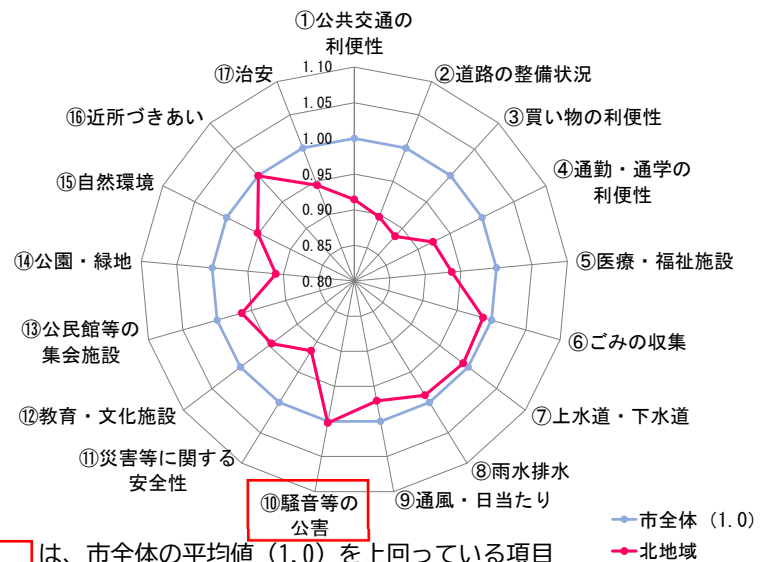 ①公共交通の
利便性
②道路の整備状況
③買い物の利便性
④通勤・通学の
利便性
⑤医療・福祉施設
⑥ごみの収集
⑦上水道・下水道
⑧雨水排水
⑨通風・日当たり
⑩騒音等の
公害
⑪災害等に関する
安全性
⑫教育・文化施設
⑬公民館等の
集会施設
⑭公園・緑地
⑮自然環境
⑯近所づきあい
⑰治安
1.10
1.05
1.00
0.95
0.90
0.85
0.80
市全体 (1.0)
北地域
は、市全体の平均値（1.0）を上回っている項目